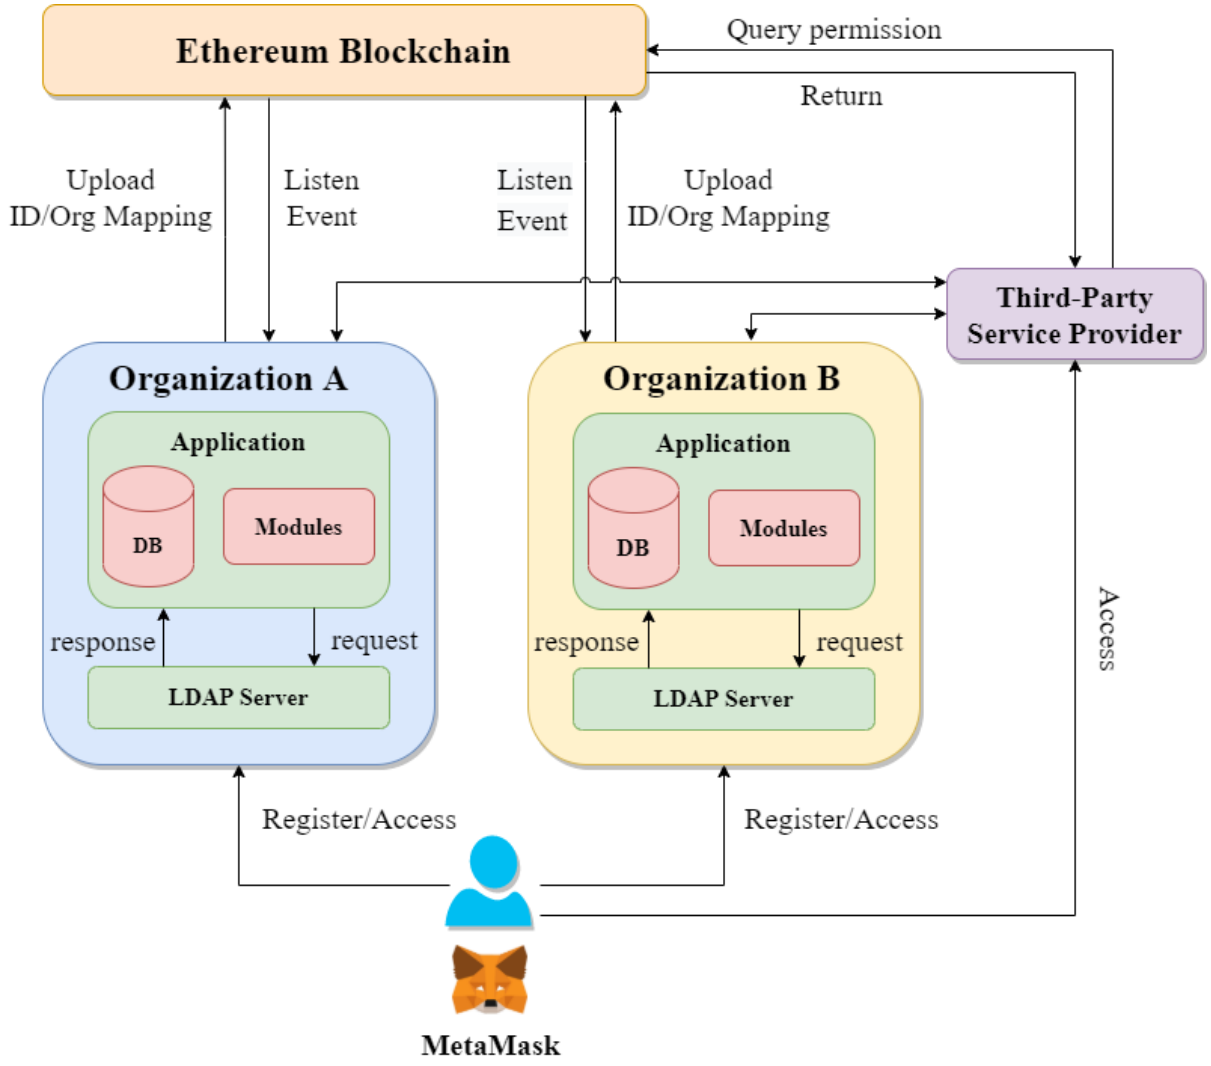 Ethereum Blockchain
Query permission
Return
Upload
ID/Org Mapping
Listen
Event
Listen
Event
Upload
ID/Org Mapping
Third-Party
Service Provider
Organization A
Application
DB
Modules
response
request
LDAP Server
Organization B
Application
DB
Modules
response
request
LDAP Server
Access
Register/Access
Register/Access
MetaMask